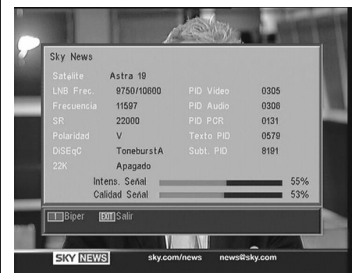 Sky News
Satélite Astra 19
LNB Frec. 9750/10600 PID Video 0305
Frecuencia 11597 PID Audio 0306
SR 22000 PID PCR 0131
Polaridad V Texto PID 0579
DiSEqC ToneburstA Subt. PID 8191
22K Apagado
Intens. Señal 55%
Calidad Señal 53%
i Biper EXIT Salir
SKY NEWS sky.com/news news@sky.com